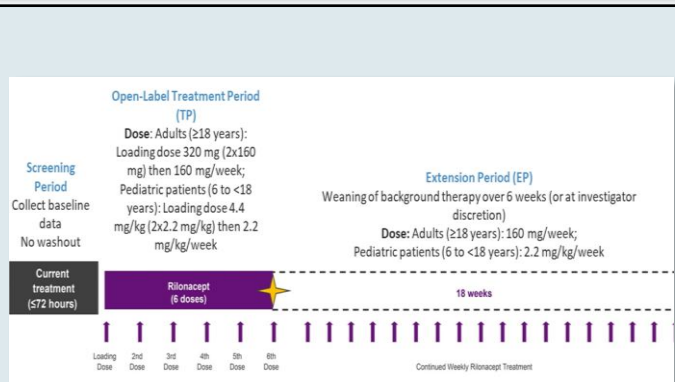 Open-Label Treatment Period
(TP)
Dose: Adults (≥18 years):
Loading dose 320 mg (2x160
mg) then 160 mg/week;
Pediatric patients (6 to <18
years): Loading dose 4.4
mg/kg (2x2.2 mg/kg) then 2.2
mg/kg/week
Screening
Period
Collect baseline
data
No washout
Extension Period (EP)
Weaning of background therapy over 6 weeks (or at investigator
discretion)
Dose: Adults (≥18 years): 160 mg/week;
Pediatric patients (6 to <18 years): 2.2 mg/kg/week
Current
treatment
(≤72 hours)
Rilonacept
(6 doses)
18 weeks
Loading
Dose
2nd
Dose
3rd
Dose
4th
Dose
5th
Dose
6th
Dose
Continued Weekly Rilonacept Treatment